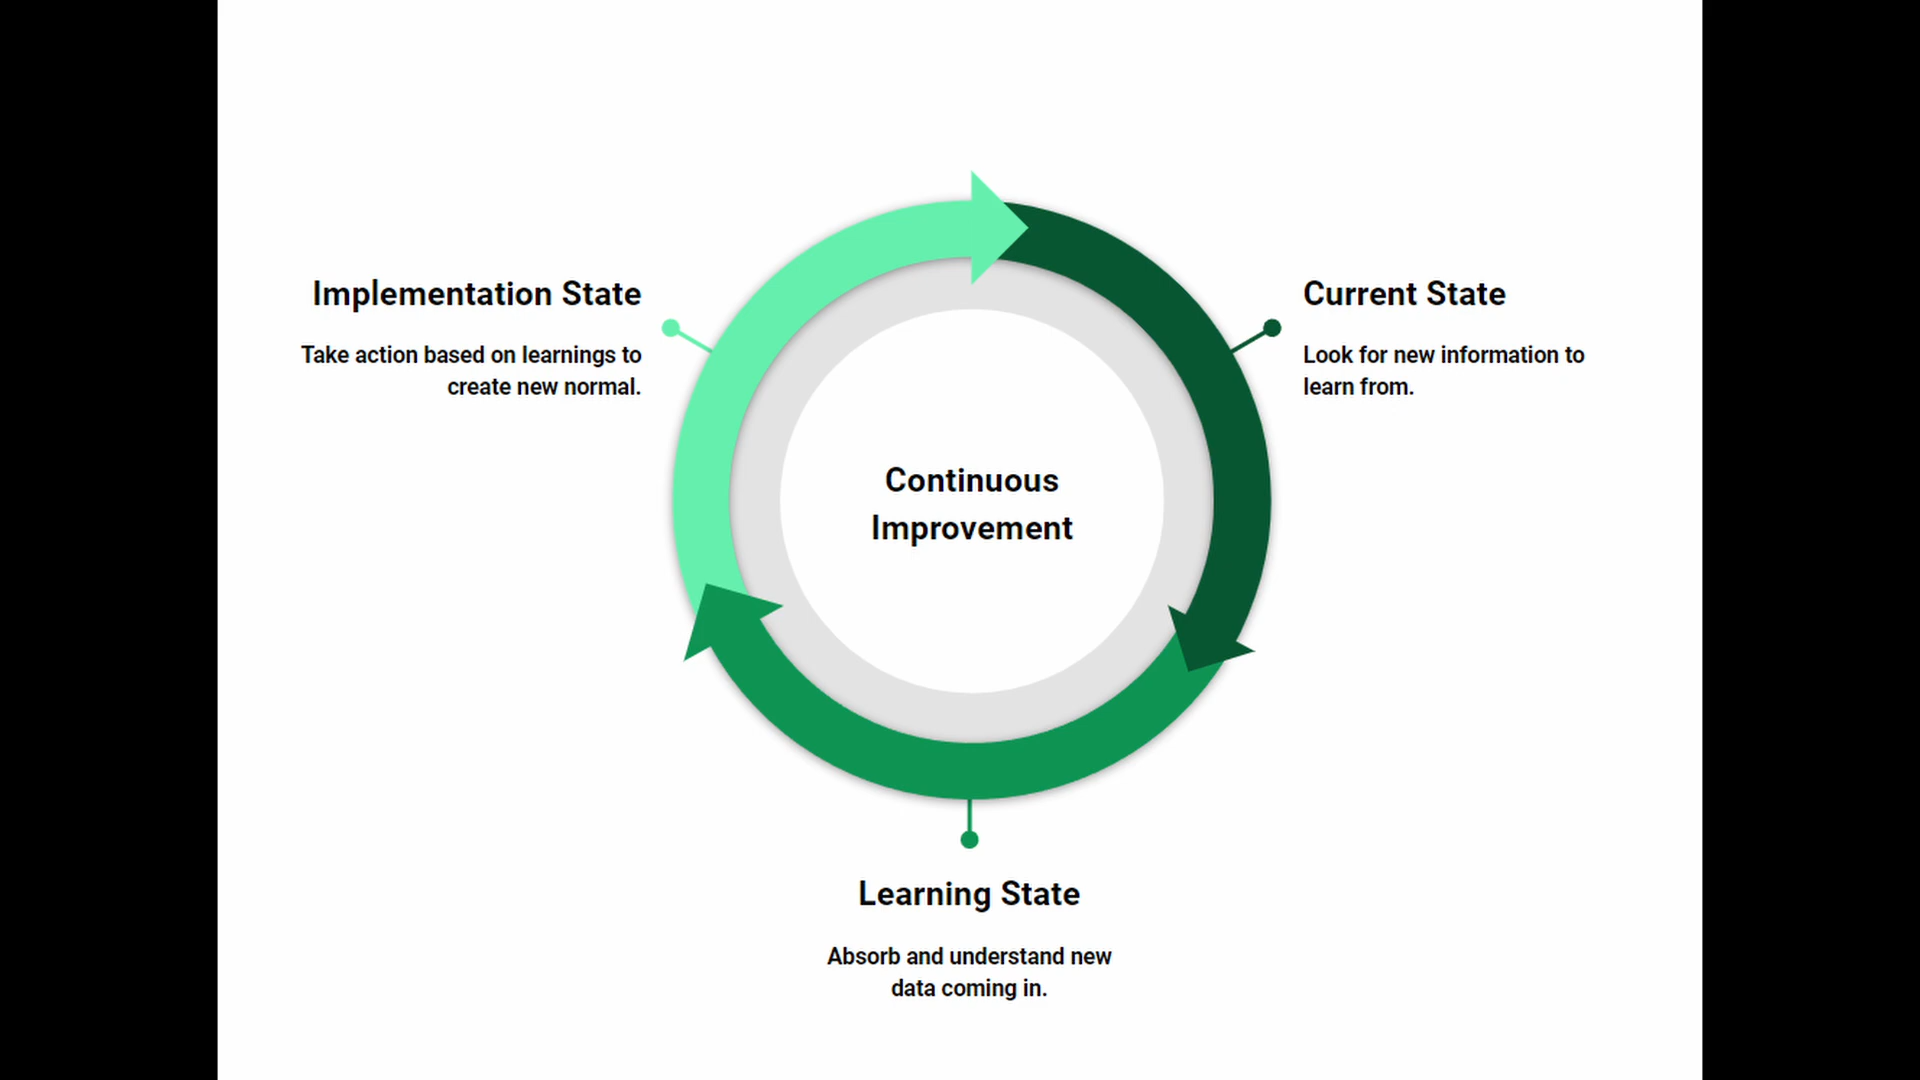 Implementation State
Take action based on learnings to
create new normal.
Current State
Look for new information to
learn from.
Continuous
Improvement
Learning State
Absorb and understand new
data coming in.